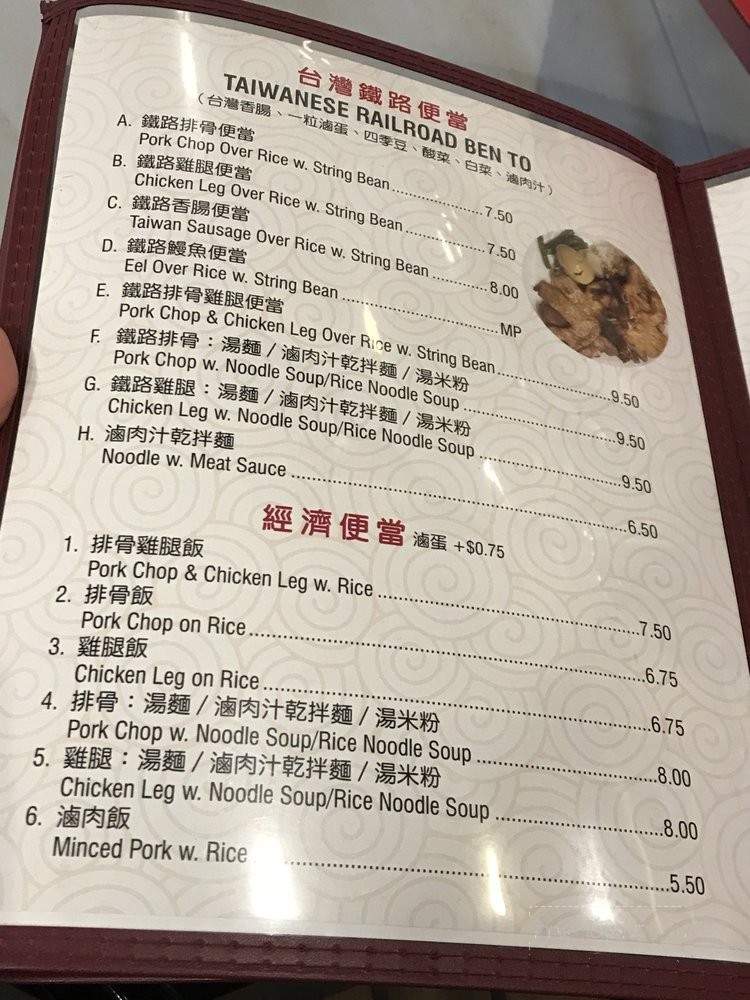 台灣鐵路便當
TAIWANESE RAILROAD BEN TO
（台灣香腸、一粒滷蛋、四季豆、酸菜、白菜、滷肉汁）
A. 鐵路排骨便當
Pork Chop Over Rice w. String Bean..................7.50
B. 鐵路雞腿便當
Chicken Leg Over Rice w. String Bean..................7.50
C. 鐵路香腸便當
Taiwan Sausage Over Rice w. String Bean.............8.00
D. 鐵路鰻魚便當
Eel Over Rice w. String Bean..................................MP
E. 鐵路排骨雞腿便當
Pork Chop & Chicken Leg Over Rice w. String Bean..................9.50
F. 鐵路排骨：湯麵 / 滷肉汁乾拌麵 / 湯米粉
Pork Chop w. Noodle Soup/Rice Noodle Soup..................9.50
G. 鐵路雞腿：湯麵 / 滷肉汁乾拌麵 / 湯米粉
Chicken Leg w. Noodle Soup/Rice Noodle Soup..................9.50
H. 滷肉汁乾拌麵
Noodle w. Meat Sauce..................6.50
經濟便當 滷蛋 +$0.75
1. 排骨雞腿飯
Pork Chop & Chicken Leg w. Rice..................7.50
2. 排骨飯
Pork Chop on Rice..................6.75
3. 雞腿飯
Chicken Leg on Rice..................6.75
4. 排骨：湯麵 / 滷肉汁乾拌麵 / 湯米粉
Pork Chop w. Noodle Soup/Rice Noodle Soup..................8.00
5. 雞腿：湯麵 / 滷肉汁乾拌麵 / 湯米粉
Chicken Leg w. Noodle Soup/Rice Noodle Soup..................8.00
6. 滷肉飯
Minced Pork w. Rice..................5.50